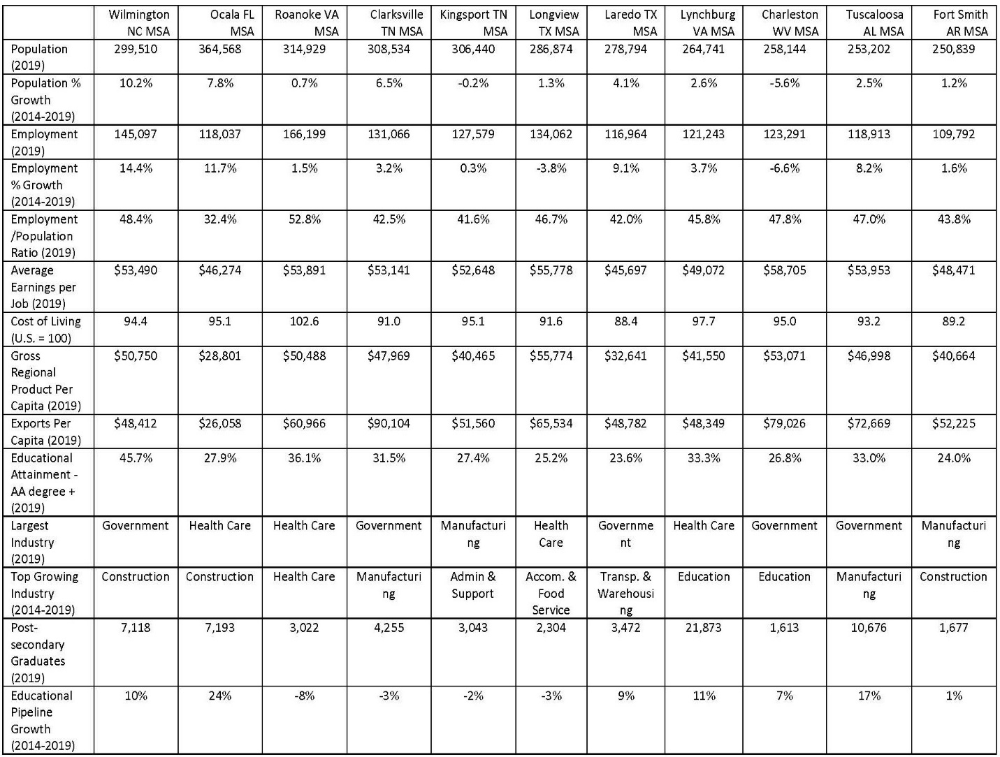 Wilmington NC MSA Ocala FL MSA Roanoke VA MSA Clarksville TN MSA Kingsport TN MSA Longview TX MSA Laredo TX MSA Lynchburg VA MSA Charleston WV MSA Tuscaloosa AL MSA Fort Smith AR MSA
Population (2019) 299,510 364,568 314,929 308,534 306,440 286,874 278,794 264,741 258,144 253,202 250,839
Population % Growth (2014-2019) 10.2% 7.8% 0.7% 6.5% -0.2% 1.3% 4.1% 2.6% -5.6% 2.5% 1.2%
Employment (2019) 145,097 118,037 166,199 131,066 127,579 134,062 116,964 121,243 123,291 118,913 109,792
Employment % Growth (2014-2019) 14.4% 11.7% 1.5% 3.2% 0.3% -3.8% 9.1% 3.7% -6.6% 8.2% 1.6%
Employment /Population Ratio (2019) 48.4% 32.4% 52.8% 42.5% 41.6% 46.7% 42.0% 45.8% 47.8% 47.0% 43.8%
Average Earnings per Job (2019) $53,490 $46,274 $53,891 $53,141 $52,648 $55,778 $45,697 $49,072 $58,705 $53,953 $48,471
Cost of Living (U.S. = 100) 94.4 95.1 102.6 91.0 95.1 91.6 88.4 97.7 95.0 93.2 89.2
Gross Regional Product Per Capita (2019) $50,750 $28,801 $50,488 $47,969 $40,465 $55,774 $32,641 $41,550 $53,071 $46,998 $40,664
Exports Per Capita (2019) $48,412 $26,058 $60,966 $90,104 $51,560 $65,534 $48,782 $48,349 $79,026 $72,669 $52,225
Educational Attainment - AA degree + (2019) 45.7% 27.9% 36.1% 31.5% 27.4% 25.2% 23.6% 33.3% 26.8% 33.0% 24.0%
Largest Industry (2019) Government Health Care Health Care Government Manufacturi ng Health Care Governme nt Health Care Government Government Manufacturi ng
Top Growing Industry (2014-2019) Construction Construction Health Care Manufacturi ng Admin & Support Accom. & Food Service Transp. & Warehousi ng Education Education Manufacturi ng Construction
Post- secondary Graduates (2019) 7,118 7,193 3,022 4,255 3,043 2,304 3,472 21,873 1,613 10,676 1,677
Educational Pipeline Growth (2014-2019) 10% 24% -8% -3% -2% -3% 9% 11% 7% 17% 1%